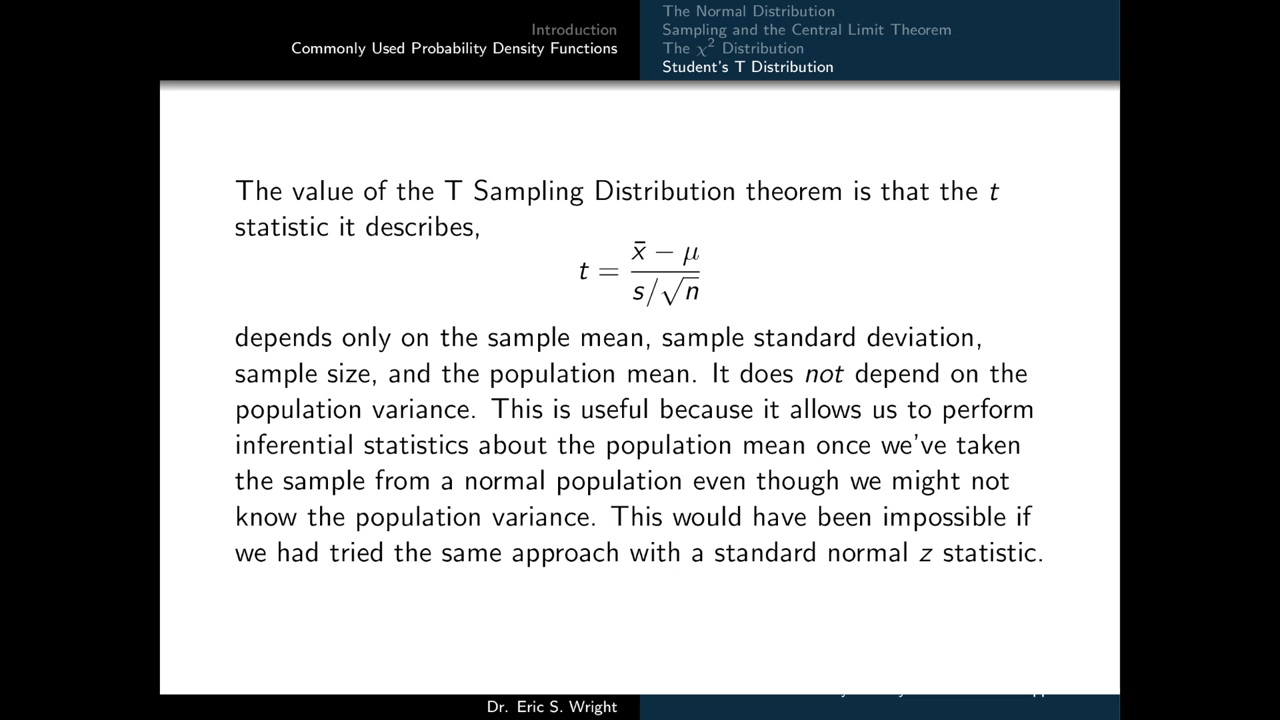 Introduction
Commonly Used Probability Density Functions
The Normal Distribution
Sampling and the Central Limit Theorem
The χ² Distribution
Student's T Distribution
The value of the T Sampling Distribution theorem is that the t
statistic it describes,
t = (x̄ − μ) / (s/√n)
depends only on the sample mean, sample standard deviation,
sample size, and the population mean. It does not depend on the
population variance. This is useful because it allows us to perform
inferential statistics about the population mean once we've taken
the sample from a normal population even though we might not
know the population variance. This would have been impossible if
we had tried the same approach with a standard normal z statistic.
Dr. Eric S. Wright